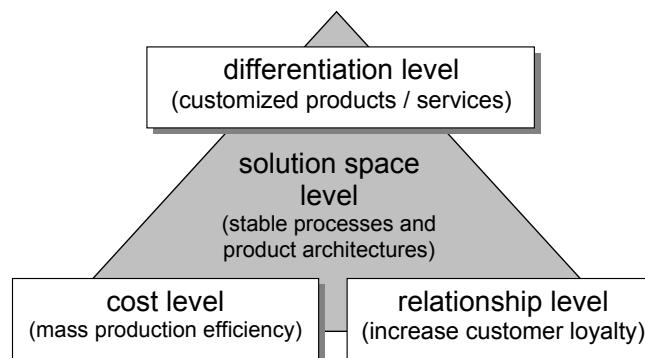 differentiation level
(customized products / services)
solution space
level
(stable processes and
product architectures)
cost level
(mass production efficiency)
relationship level
(increase customer loyalty)